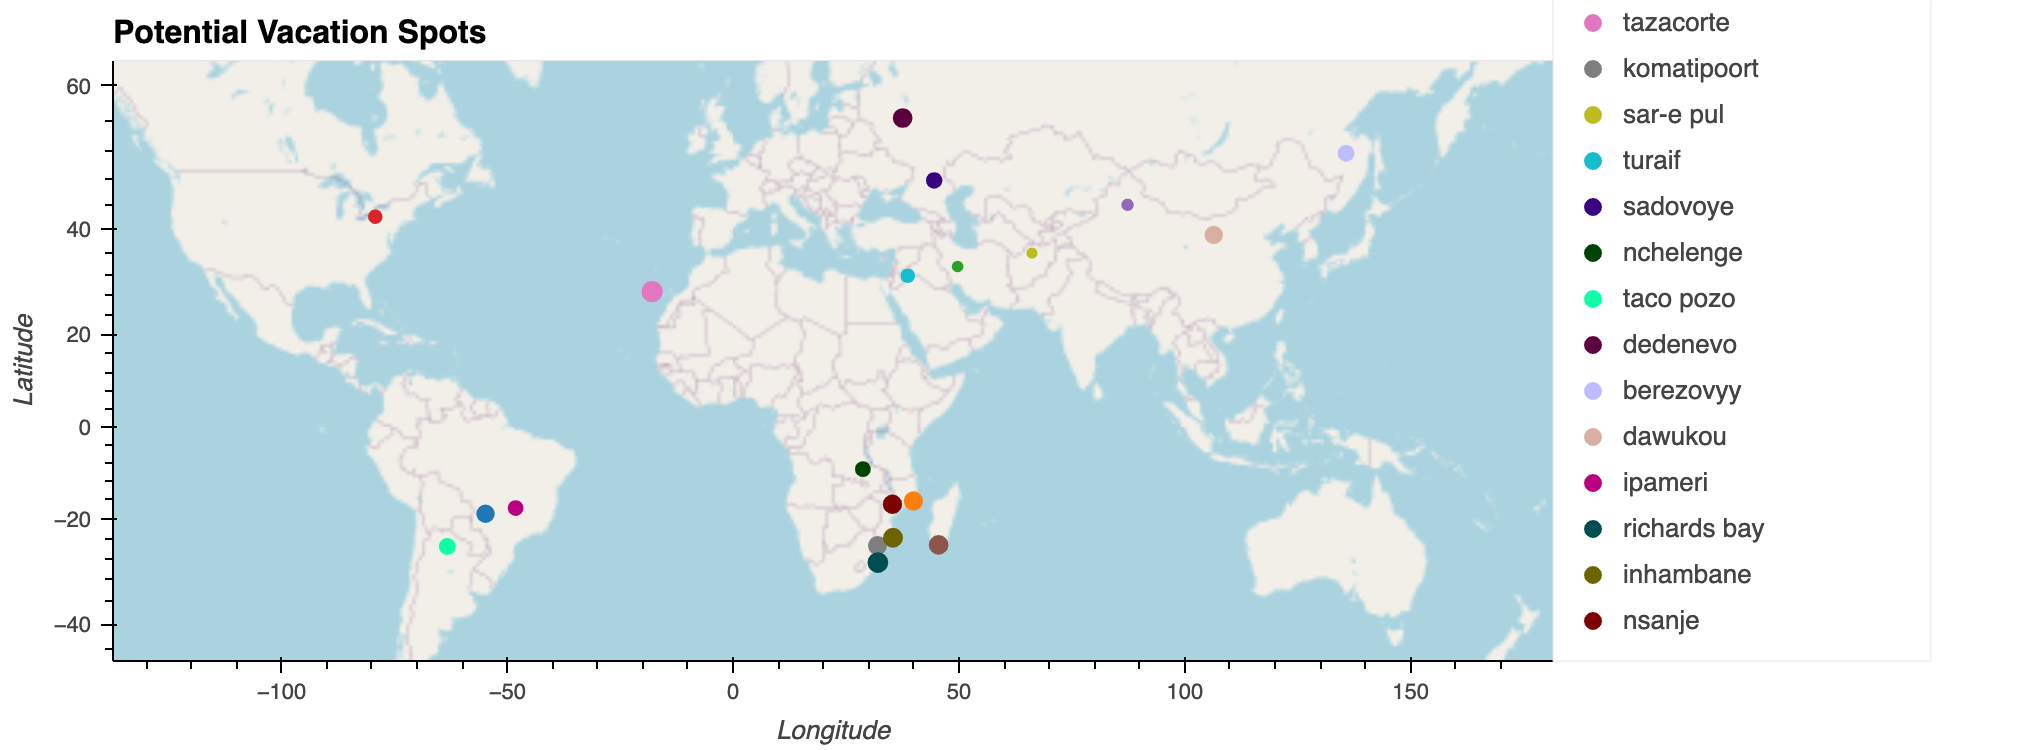 Potential Vacation Spots
60
40
20
0
−20
−40
Latitude
−100
−50
0
50
100
150
Longitude
tazacorte
komatipoort
sar-e pul
turaif
sadovoye
nchelenge
taco pozo
dedenevo
berezovyy
dawukou
ipameri
richards bay
inhambane
nsanje